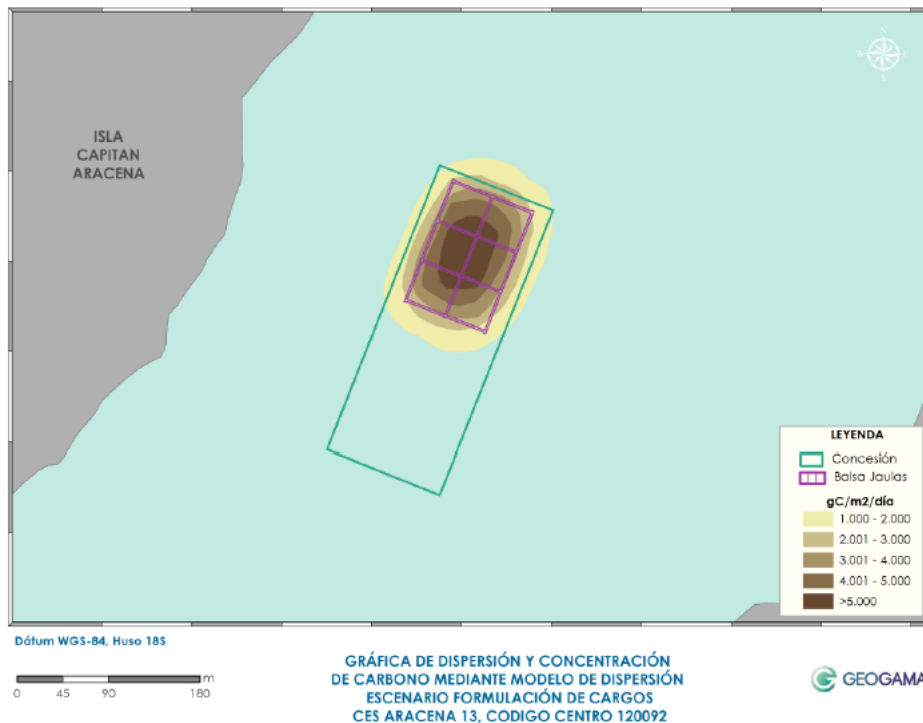 ISLA
CAPITAN
ARACENA
N
LEYENDA
Concesión
Balsa Jaulas
gC/m2/día
1.000 - 2.000
2.001 - 3.000
3.001 - 4.000
4.001 - 5.000
>5.000
Dátum WGS-84, Huso 18S
m
0 45 90 180
GRÁFICA DE DISPERSIÓN Y CONCENTRACIÓN
DE CARBONO MEDIANTE MODELO DE DISPERSIÓN
ESCENARIO FORMULACIÓN DE CARGOS
CES ARACENA 13, CODIGO CENTRO 120092
GEOGAMA